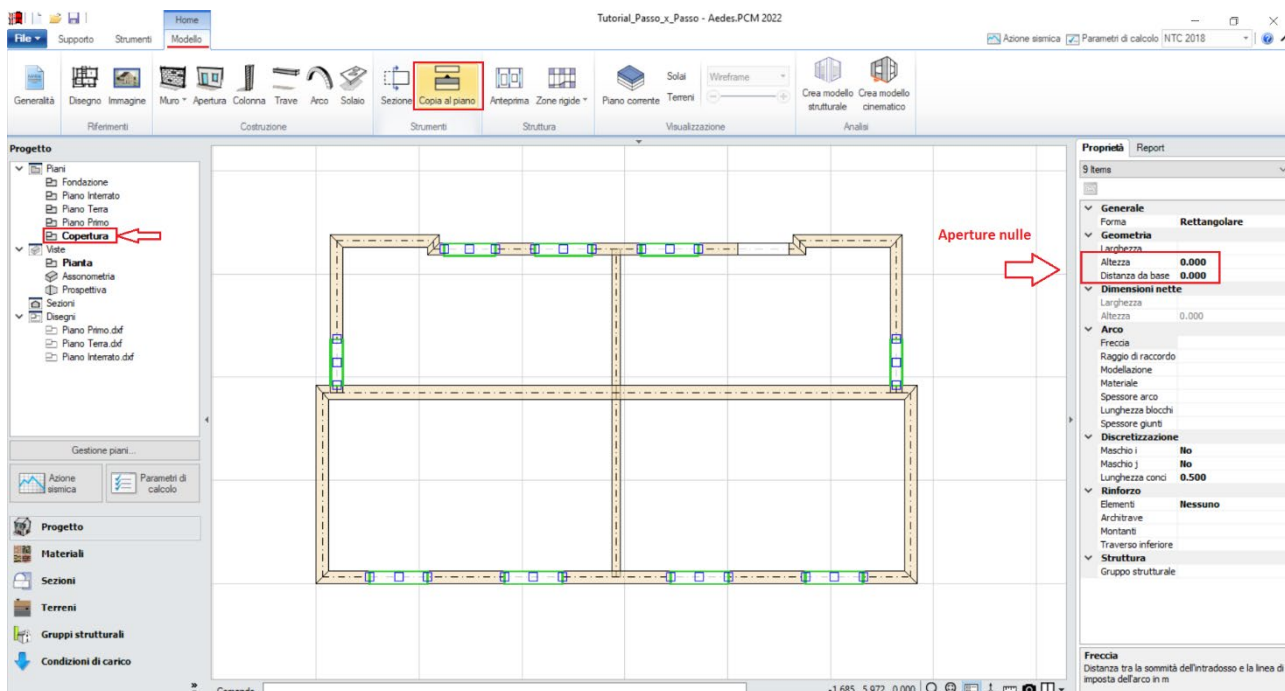 Tutorial_Passo_x_Passo - Aedes.PCM 2022
Home
File Supporto Strumenti Modello
Azione sismica Parametri di calcolo NTC 2018
Generalità Disegno Immagine Muro Apertura Colonna Trave Arco Solaio Sezione Copia al piano Anteprima Zone rigide Piano corrente
Solai Wireframe
Terreni
Crea modello strutturale
Crea modello cinematico
Riferimenti Costruzione Strumenti Struttura Visualizzazione Analisi
Progetto
Piani
Fondazione
Piano Interrato
Piano Terra
Piano Primo
Copertura
Viste
Pianta
Assonometria
Prospettiva
Sezioni
Disegni
Piano Primo.dxf
Piano Terra.dxf
Piano Interrato.dxf
Gestione piani...
Azione sismica
Parametri di calcolo
Progetto
Materiali
Sezioni
Terreni
Gruppi strutturali
Condizioni di carico
Aperture nulle
Proprietà Report
9 Items
Generale
Forma Rettangolare
Geometria
Larghezza
Altezza 0.000
Distanza da base 0.000
Dimensioni nette
Larghezza
Altezza 0.000
Arco
Freccia
Raggio di raccordo
Modellazione
Materiale
Spessore arco
Lunghezza blocchi
Spessore giunti
Discretizzazione
Maschio i No
Maschio j No
Lunghezza conci 0.500
Rinforzo
Elementi Nessuno
Architrave
Montanti
Traverso inferiore
Struttura
Gruppo strutturale
Freccia
Distanza tra la sommità dell'intradosso e la linea di
imposta dell'arco in m
Comando
-1.685 5.972 0.000